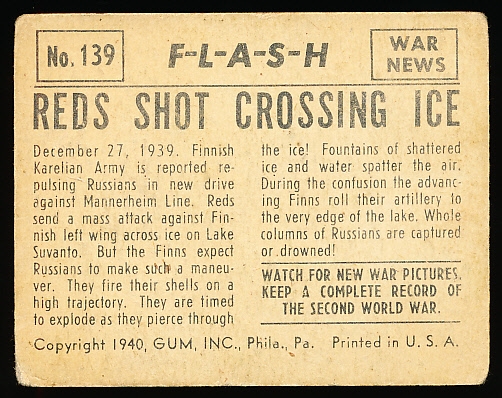 No. 139
F-L-A-S-H
WAR
NEWS
REDS SHOT CROSSING ICE
December 27, 1939. Finnish
Karelian Army is reported re-
pulsing Russians in new drive
against Mannerheim Line. Reds
send a mass attack against Fin-
nish left wing across ice on Lake
Suvanto. But the Finns expect
Russians to make such a maneu-
ver. They fire their shells on a
high trajectory. They are timed
to explode as they pierce through
the ice! Fountains of shattered
ice and water spatter the air.
During the confusion the advanc-
ing Finns roll their artillery to
the very edge of the lake. Whole
columns of Russians are captured
or drowned!
WATCH FOR NEW WAR PICTURES.
KEEP A COMPLETE RECORD OF
THE SECOND WORLD WAR.
Copyright 1940, GUM, INC., Phila., Pa. Printed in U. S. A.